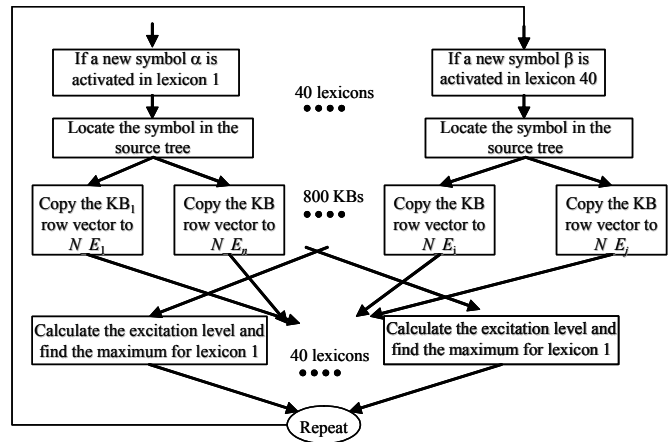 If a new symbol α is
activated in lexicon 1
If a new symbol β is
activated in lexicon 40
40 lexicons
Locate the symbol in the
source tree
Locate the symbol in the
source tree
Copy the KB₁
row vector to
N_E₁
Copy the KB
row vector to
N_Eₙ
800 KBs
Copy the KB
row vector to
N_Eᵢ
Copy the KB
row vector to
N_Eⱼ
Calculate the excitation level and
find the maximum for lexicon 1
40 lexicons
Calculate the excitation level and
find the maximum for lexicon 1
Repeat